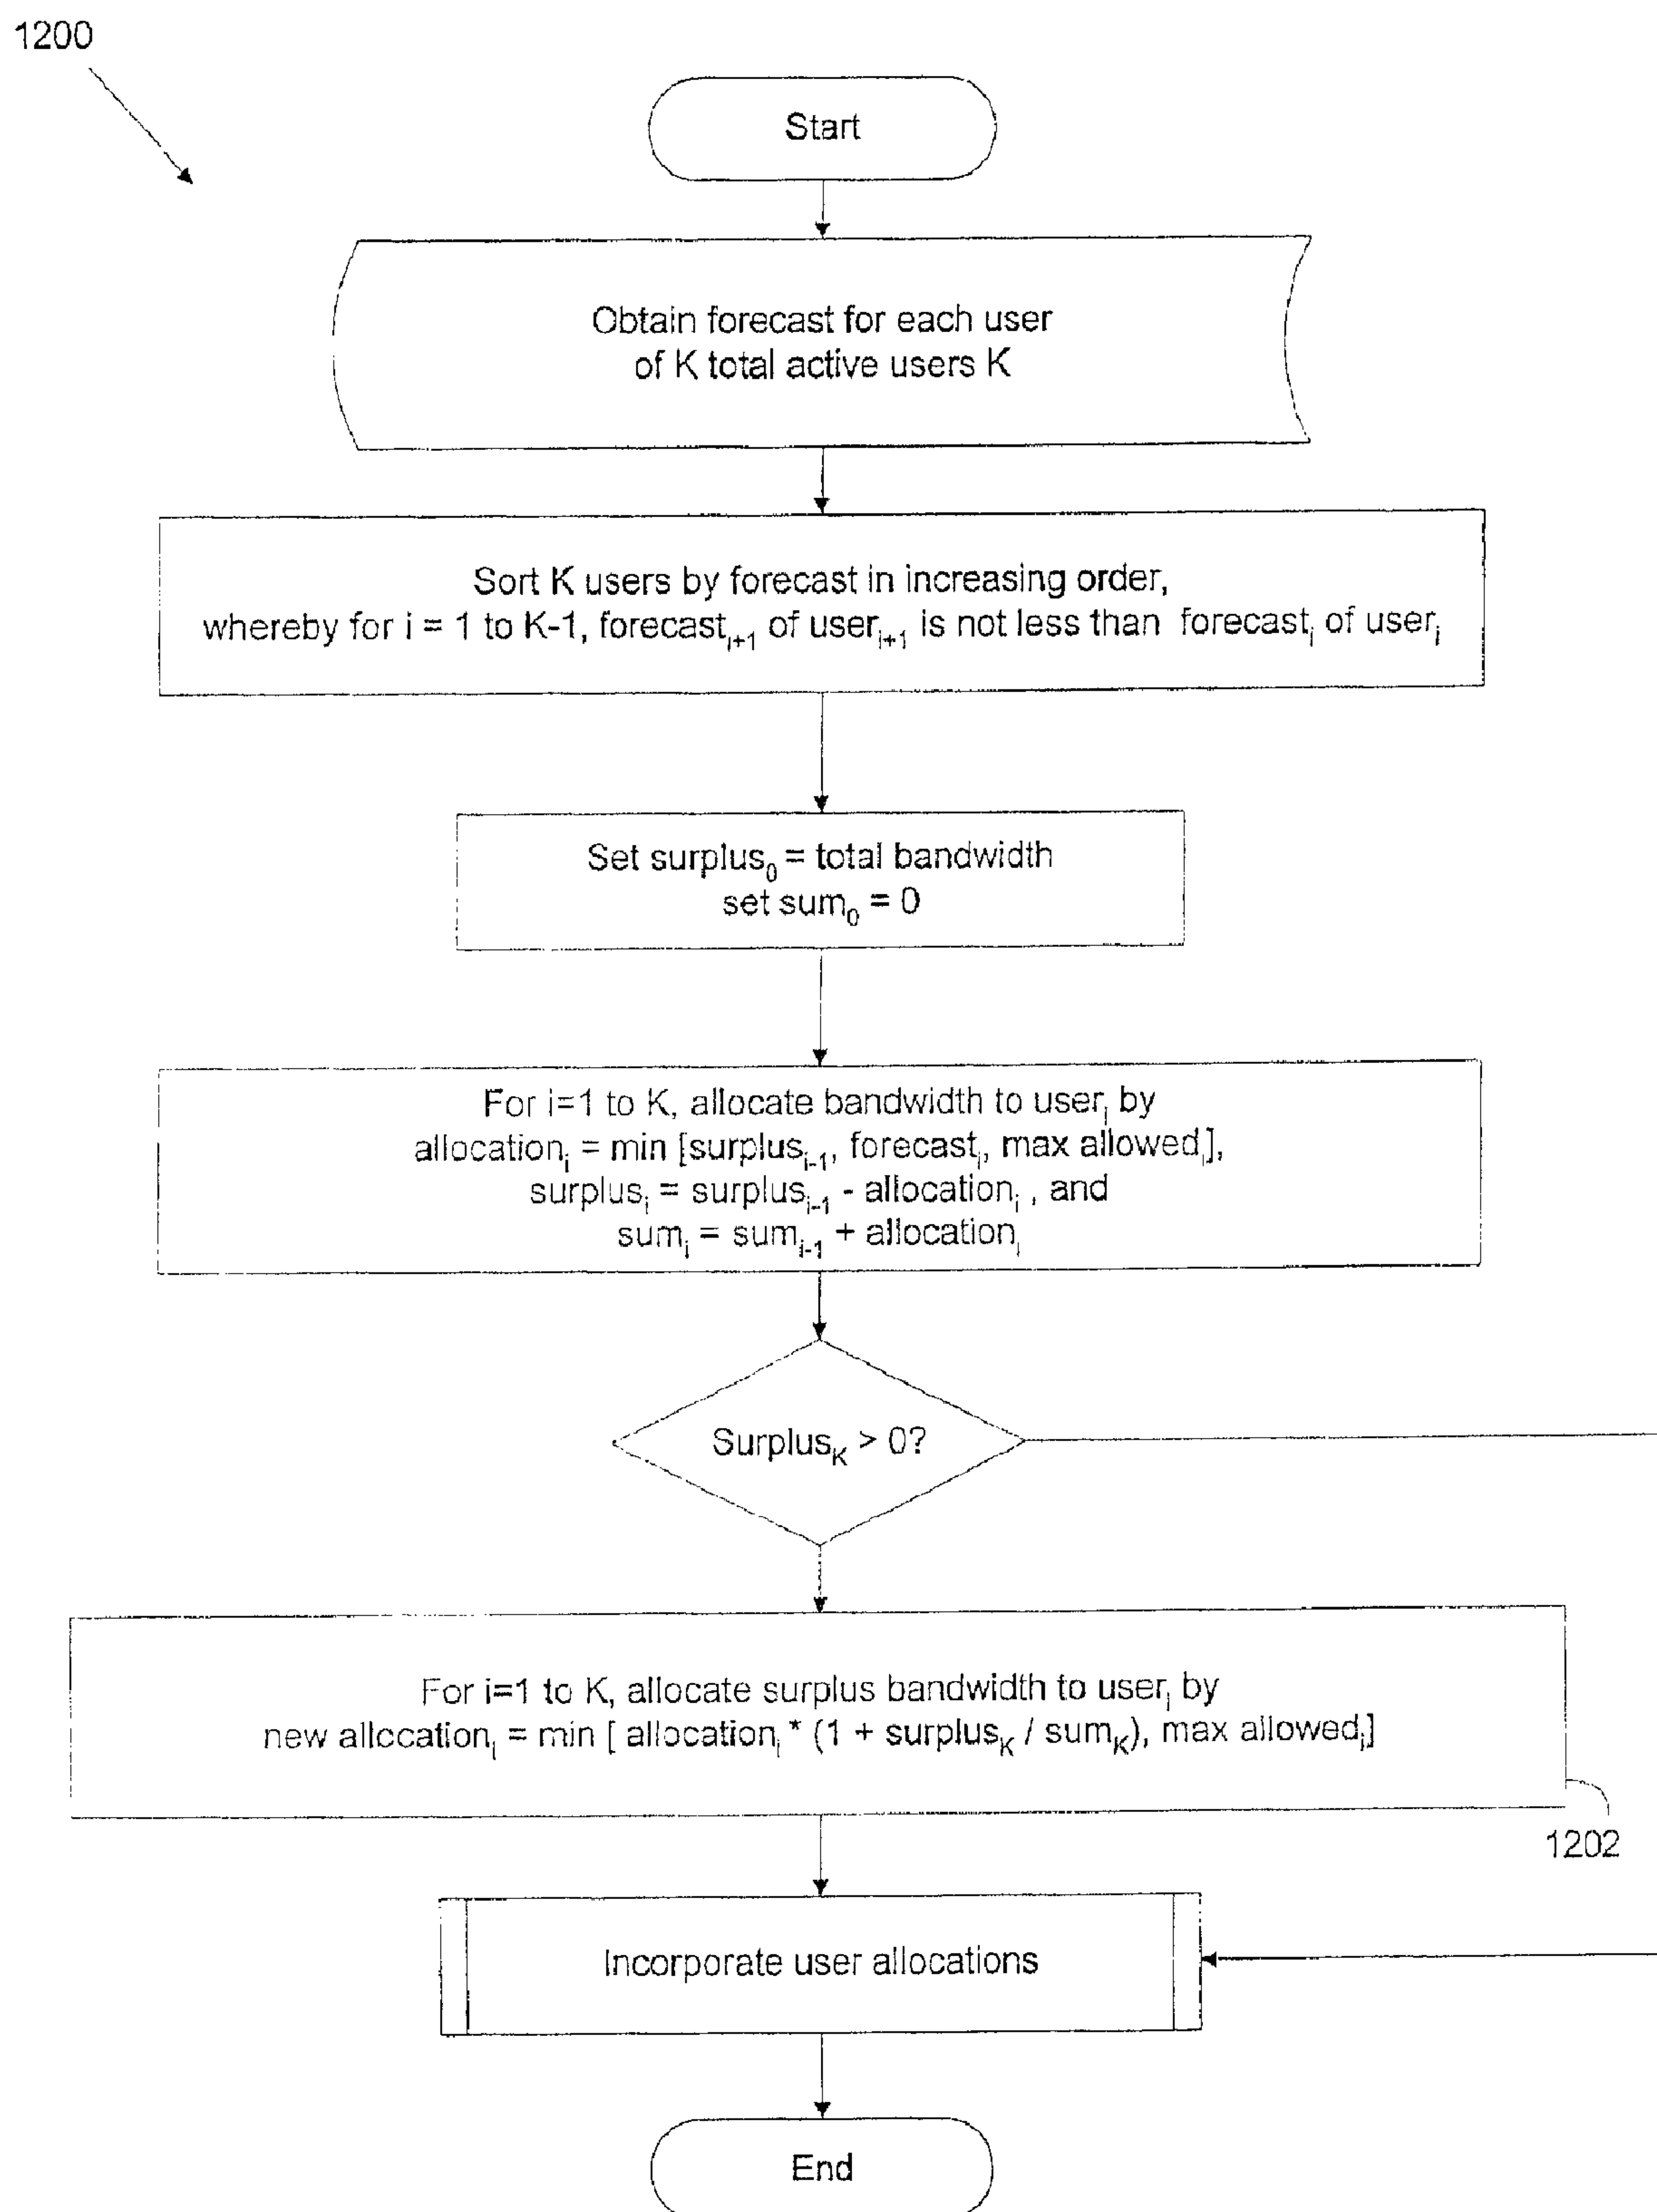 1200
Start
Obtain forecast for each user
of K total active users K
Sort K users by forecast in increasing order,
whereby for i = 1 to K-1, forecast_{i+1} of user_{i+1} is not less than forecast_i of user_i
Set surplus_0 = total bandwidth
set sum_0 = 0
For i=1 to K, allocate bandwidth to user_i by
allocation_i = min [surplus_{i-1}, forecast_i, max allowed_i],
surplus_i = surplus_{i-1} - allocation_i , and
sum_i = sum_{i-1} + allocation_i
Surplus_K > 0?
For i=1 to K, allocate surplus bandwidth to user_i by
new allocation_i = min [ allocation_i * (1 + surplus_K / sum_K), max allowed_i]
1202
Incorporate user allocations
End